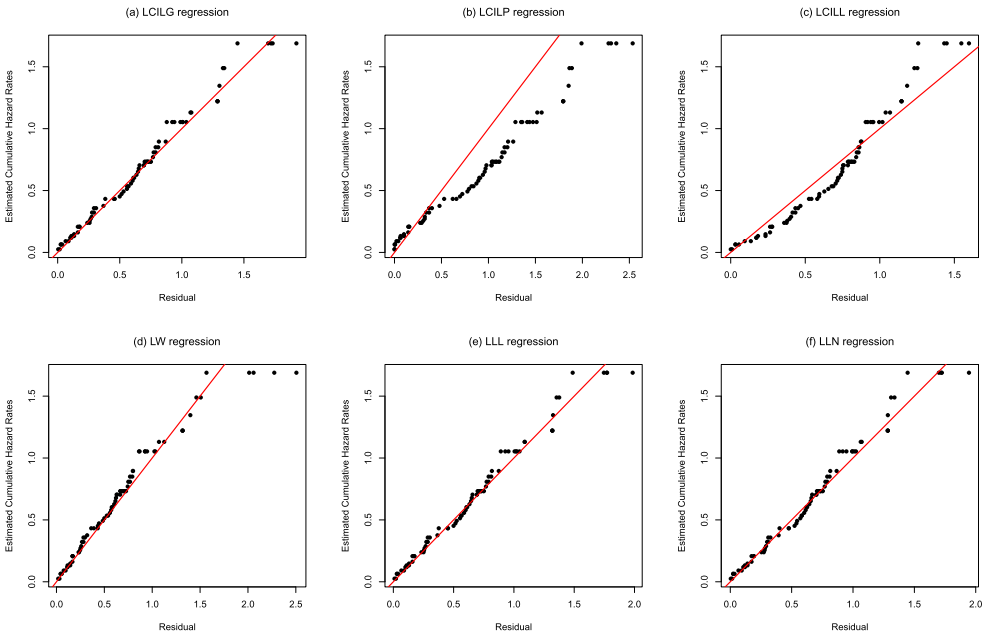 (a) LCILG regression
Estimated Cumulative Hazard Rates
1.5
1.0
0.5
0.0
0.0 0.5 1.0 1.5
Residual
(b) LCILP regression
Estimated Cumulative Hazard Rates
1.5
1.0
0.5
0.0
0.0 0.5 1.0 1.5 2.0 2.5
Residual
(c) LCILL regression
Estimated Cumulative Hazard Rates
1.5
1.0
0.5
0.0
0.0 0.5 1.0 1.5
Residual
(d) LW regression
Estimated Cumulative Hazard Rates
1.5
1.0
0.5
0.0
0.0 0.5 1.0 1.5 2.0 2.5
Residual
(e) LLL regression
Estimated Cumulative Hazard Rates
1.5
1.0
0.5
0.0
0.0 0.5 1.0 1.5 2.0
Residual
(f) LLN regression
Estimated Cumulative Hazard Rates
1.5
1.0
0.5
0.0
0.0 0.5 1.0 1.5 2.0
Residual